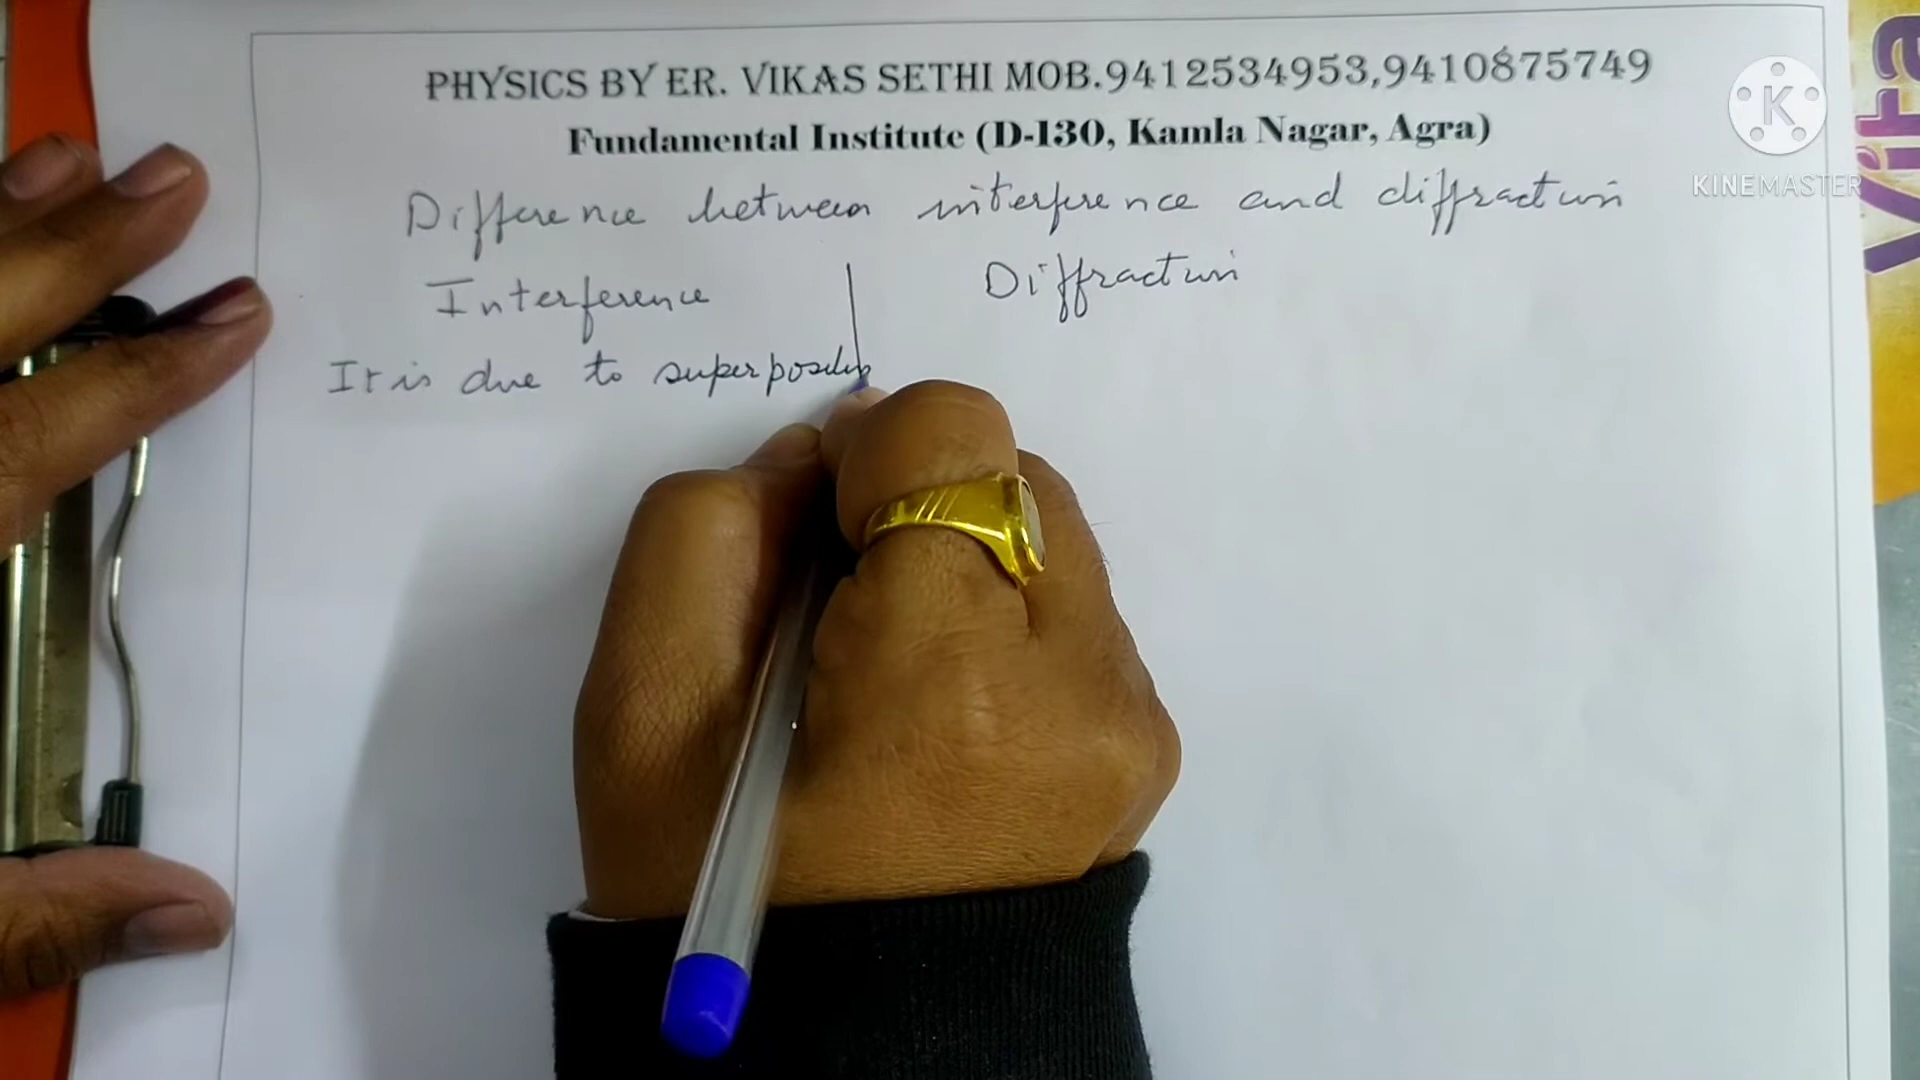 PHYSICS BY ER. VIKAS SETHI MOB.9412534953,9410875749
Fundamental Institute (D-130, Kamla Nagar, Agra)
Difference between interference and diffraction
Interference
Diffraction
It is due to superposition
KINEMASTER
Vita